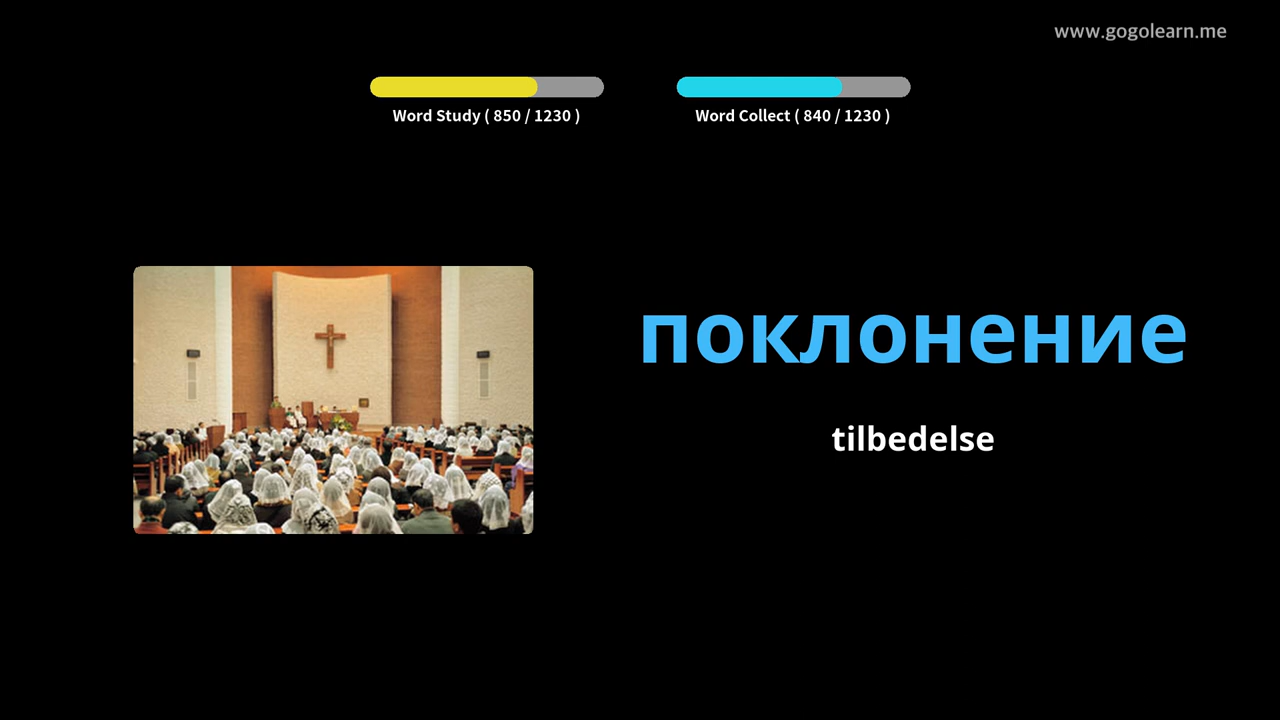 www.gogolearn.me
Word Study ( 850 / 1230 )
Word Collect ( 840 / 1230 )
поклонение
tilbedelse